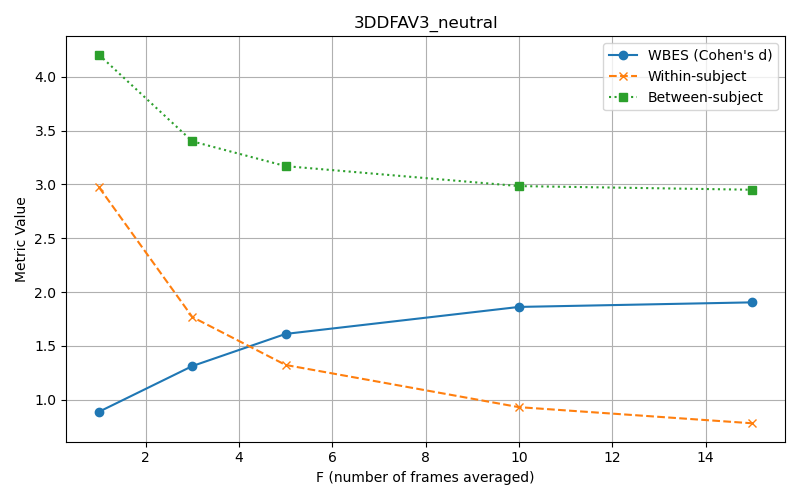 3DDFAV3_neutral
WBES (Cohen's d)
Within-subject
Between-subject
Metric Value
4.0
3.5
3.0
2.5
2.0
1.5
1.0
2 4 6 8 10 12 14
F (number of frames averaged)